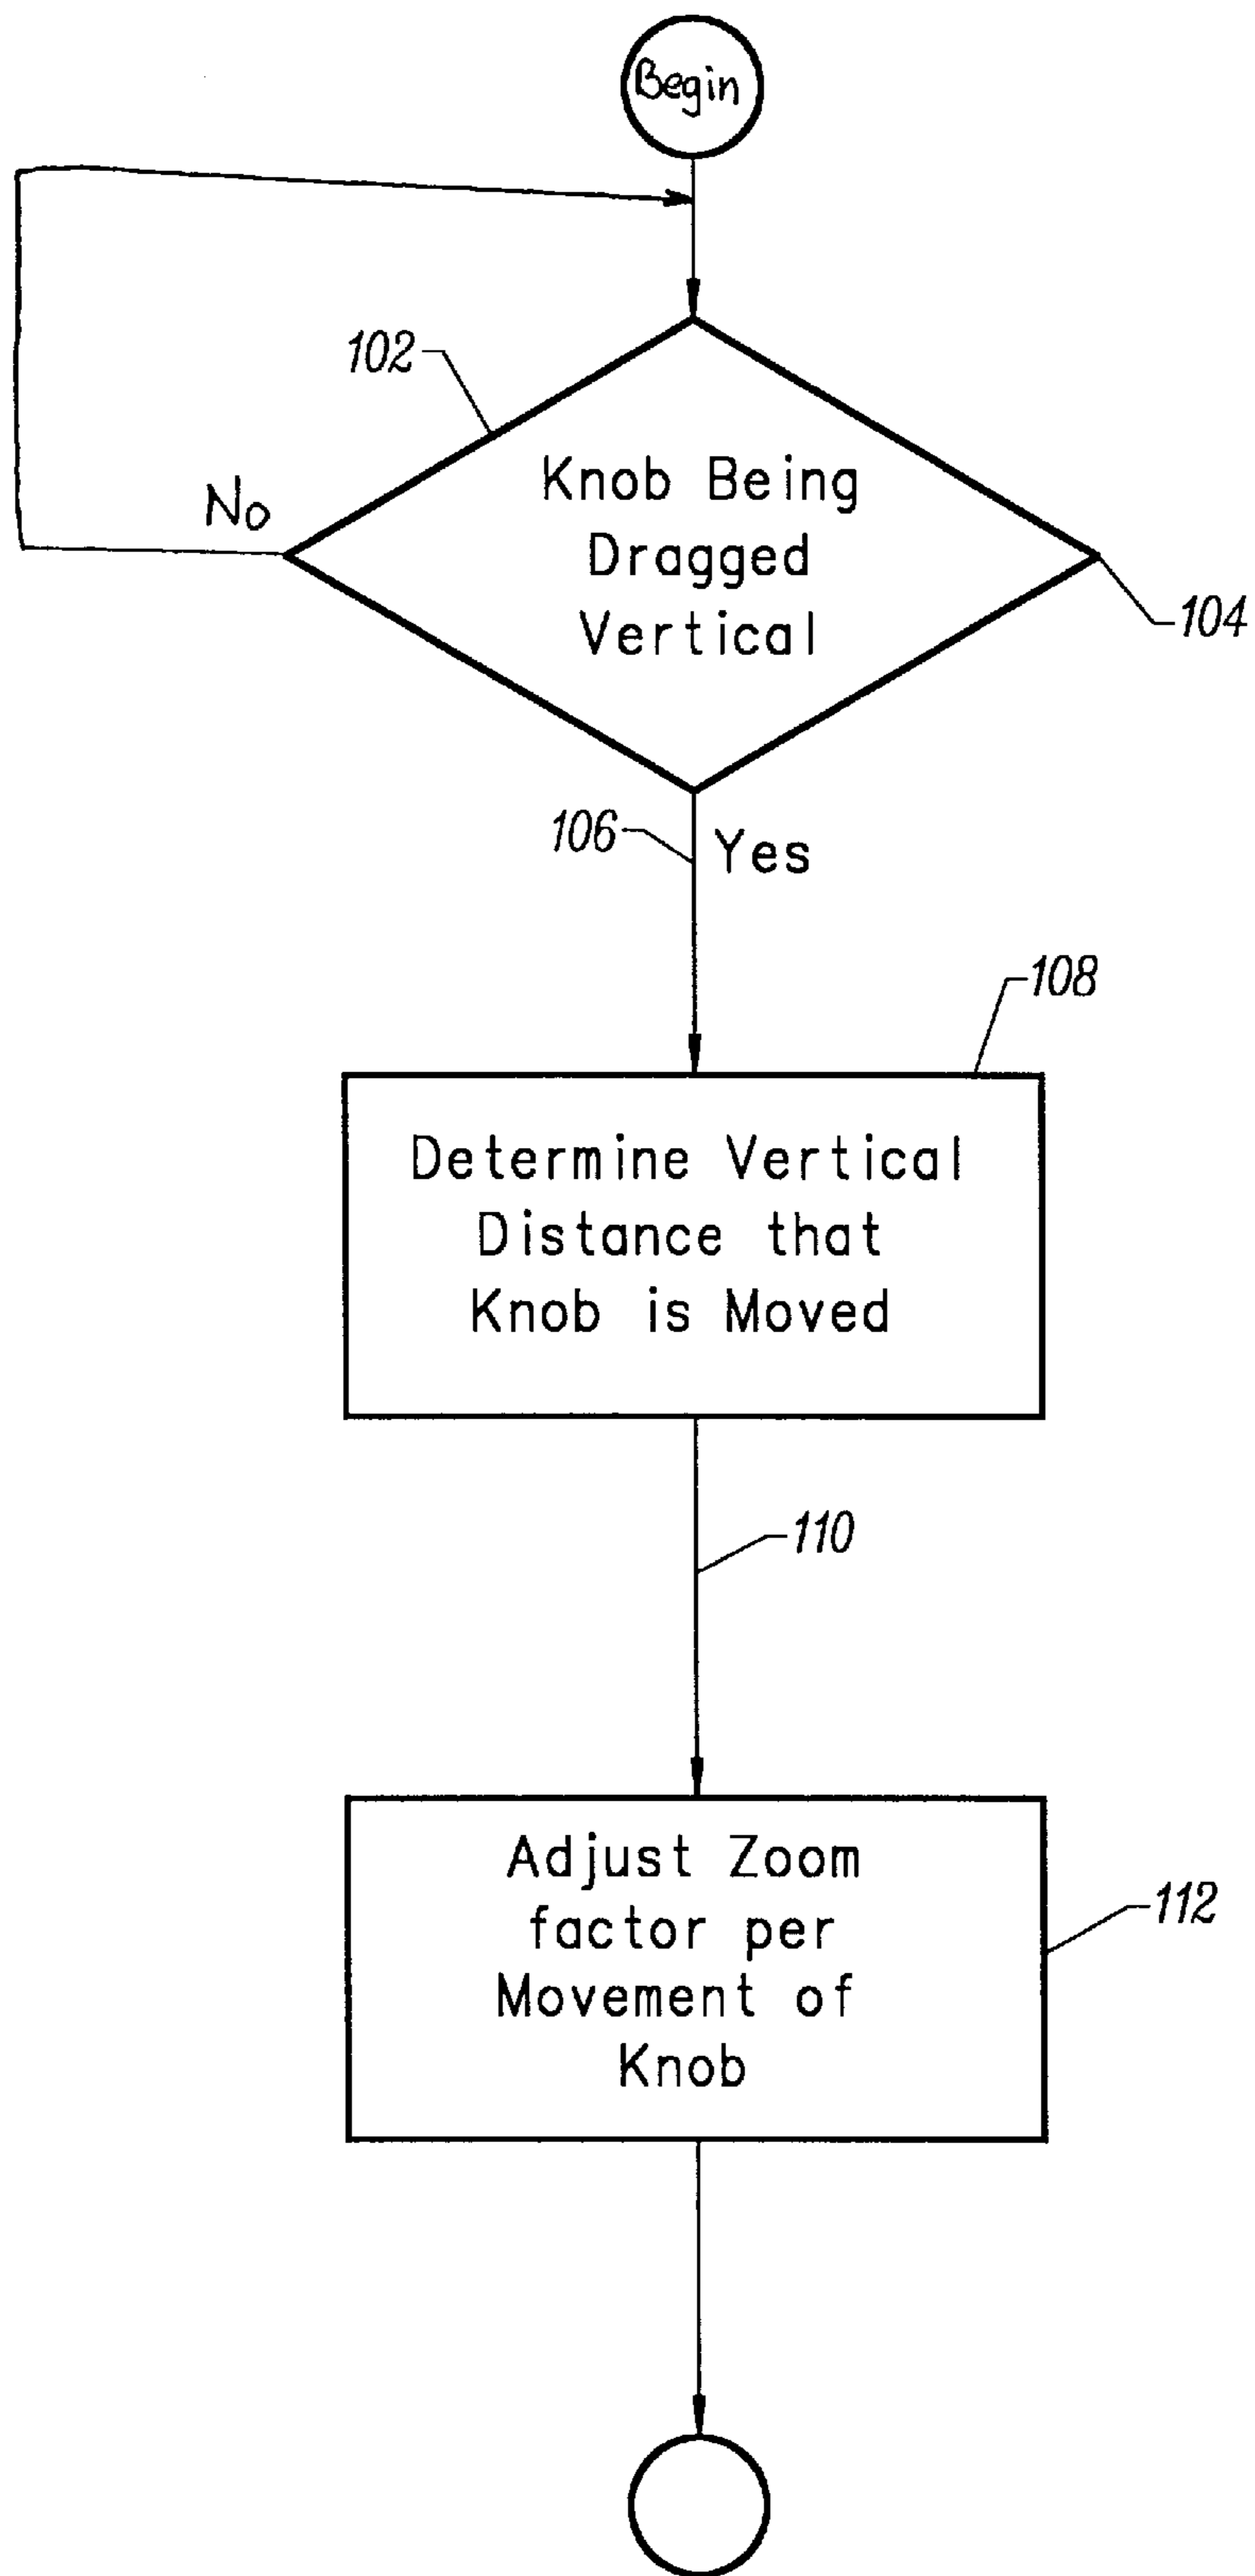 Begin
102
Knob Being
Dragged
Vertical
No
104
106
Yes
108
Determine Vertical
Distance that
Knob is Moved
110
Adjust Zoom
factor per
Movement of
Knob
112